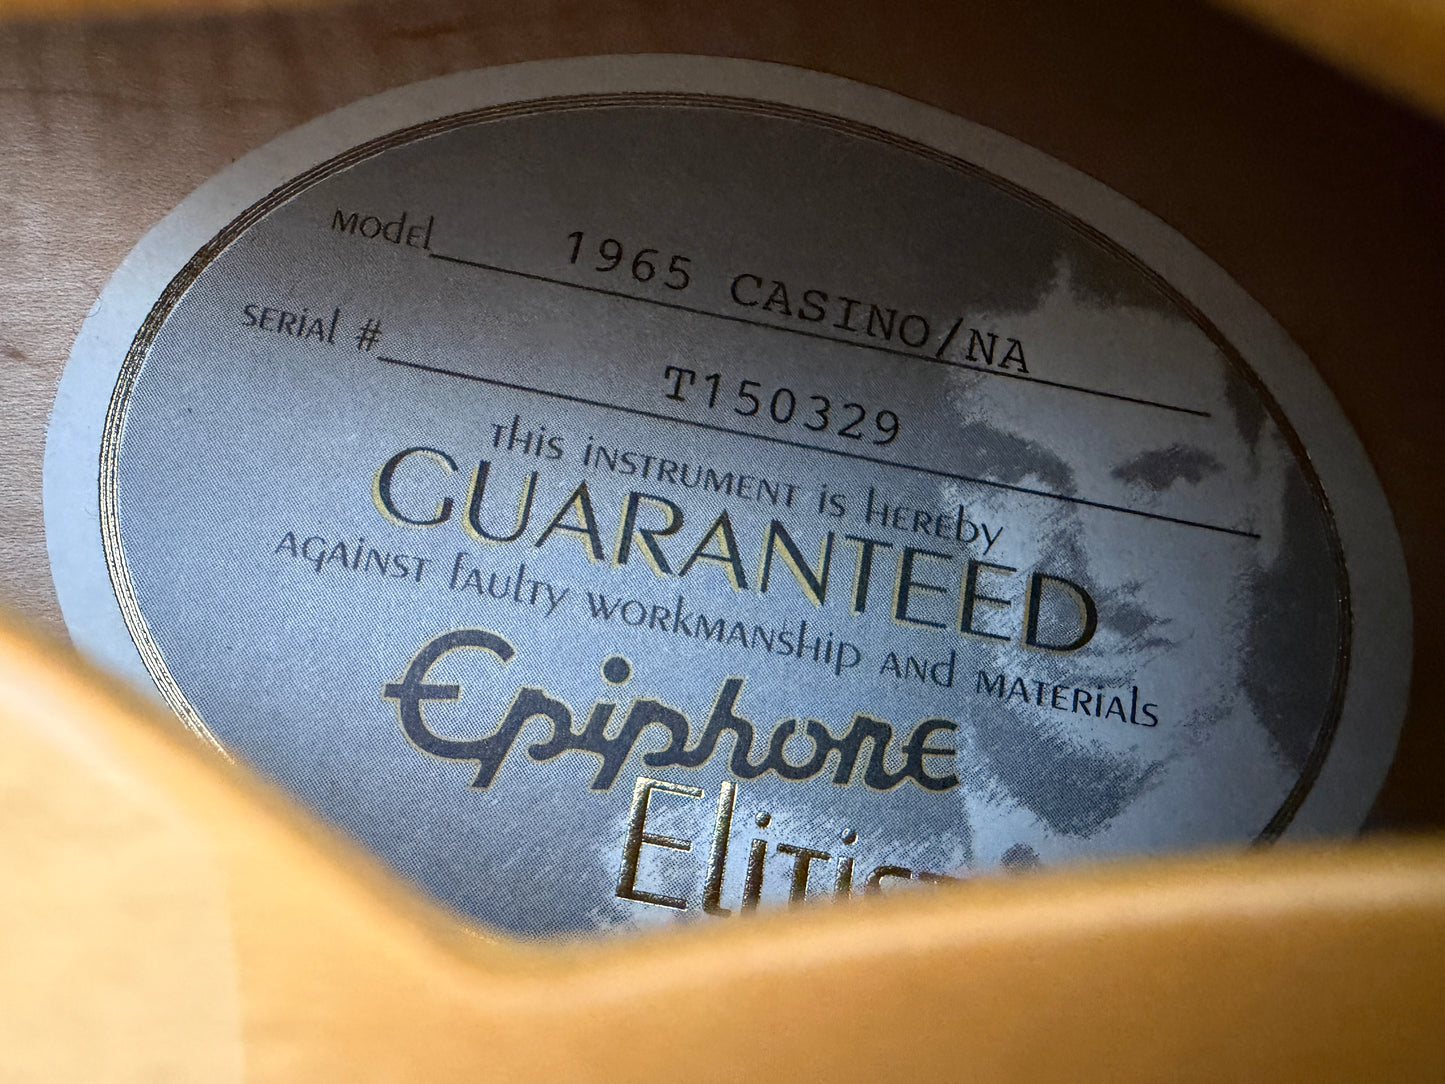 Model 1965 CASINO/NA
SERIAL # T150329
THIS INSTRUMENT IS HEREBY
GUARANTEED
AGAINST FAULTY WORKMANSHIP AND MATERIALS
Epiphone